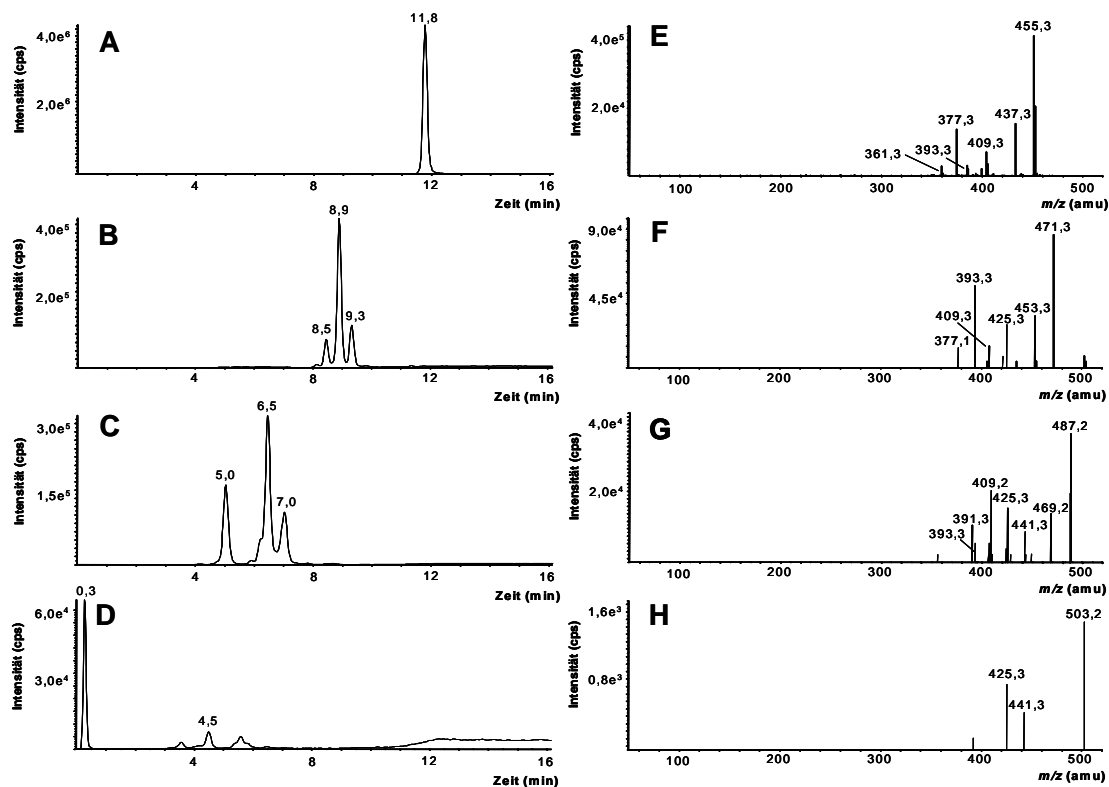 A
Intensität (cps)
4,0e⁶
2,0e⁶
11,8
4 8 12 16
Zeit (min)
E
Intensität (cps)
4,0e⁵
2,0e⁴
455,3
437,3
377,3
409,3
393,3
361,3
100 200 300 400 500
m/z (amu)
B
Intensität (cps)
4,0e⁵
2,0e⁵
8,9
8,5
9,3
4 8 12 16
Zeit (min)
F
Intensität (cps)
9,0e⁴
4,5e⁴
471,3
393,3
409,3
425,3
453,3
377,1
100 200 300 400 500
m/z (amu)
C
Intensität (cps)
3,0e⁵
1,5e⁵
6,5
5,0
7,0
4 8 12 16
Zeit (min)
G
Intensität (cps)
4,0e⁴
2,0e⁴
487,2
409,2
425,3
469,2
391,3
441,3
393,3
100 200 300 400 500
m/z (amu)
D
Intensität (cps)
6,0e⁴
3,0e⁴
0,3
4,5
4 8 12 16
Zeit (min)
H
Intensität (cps)
1,6e³
0,8e³
503,2
425,3
441,3
100 200 300 400 500
m/z (amu)